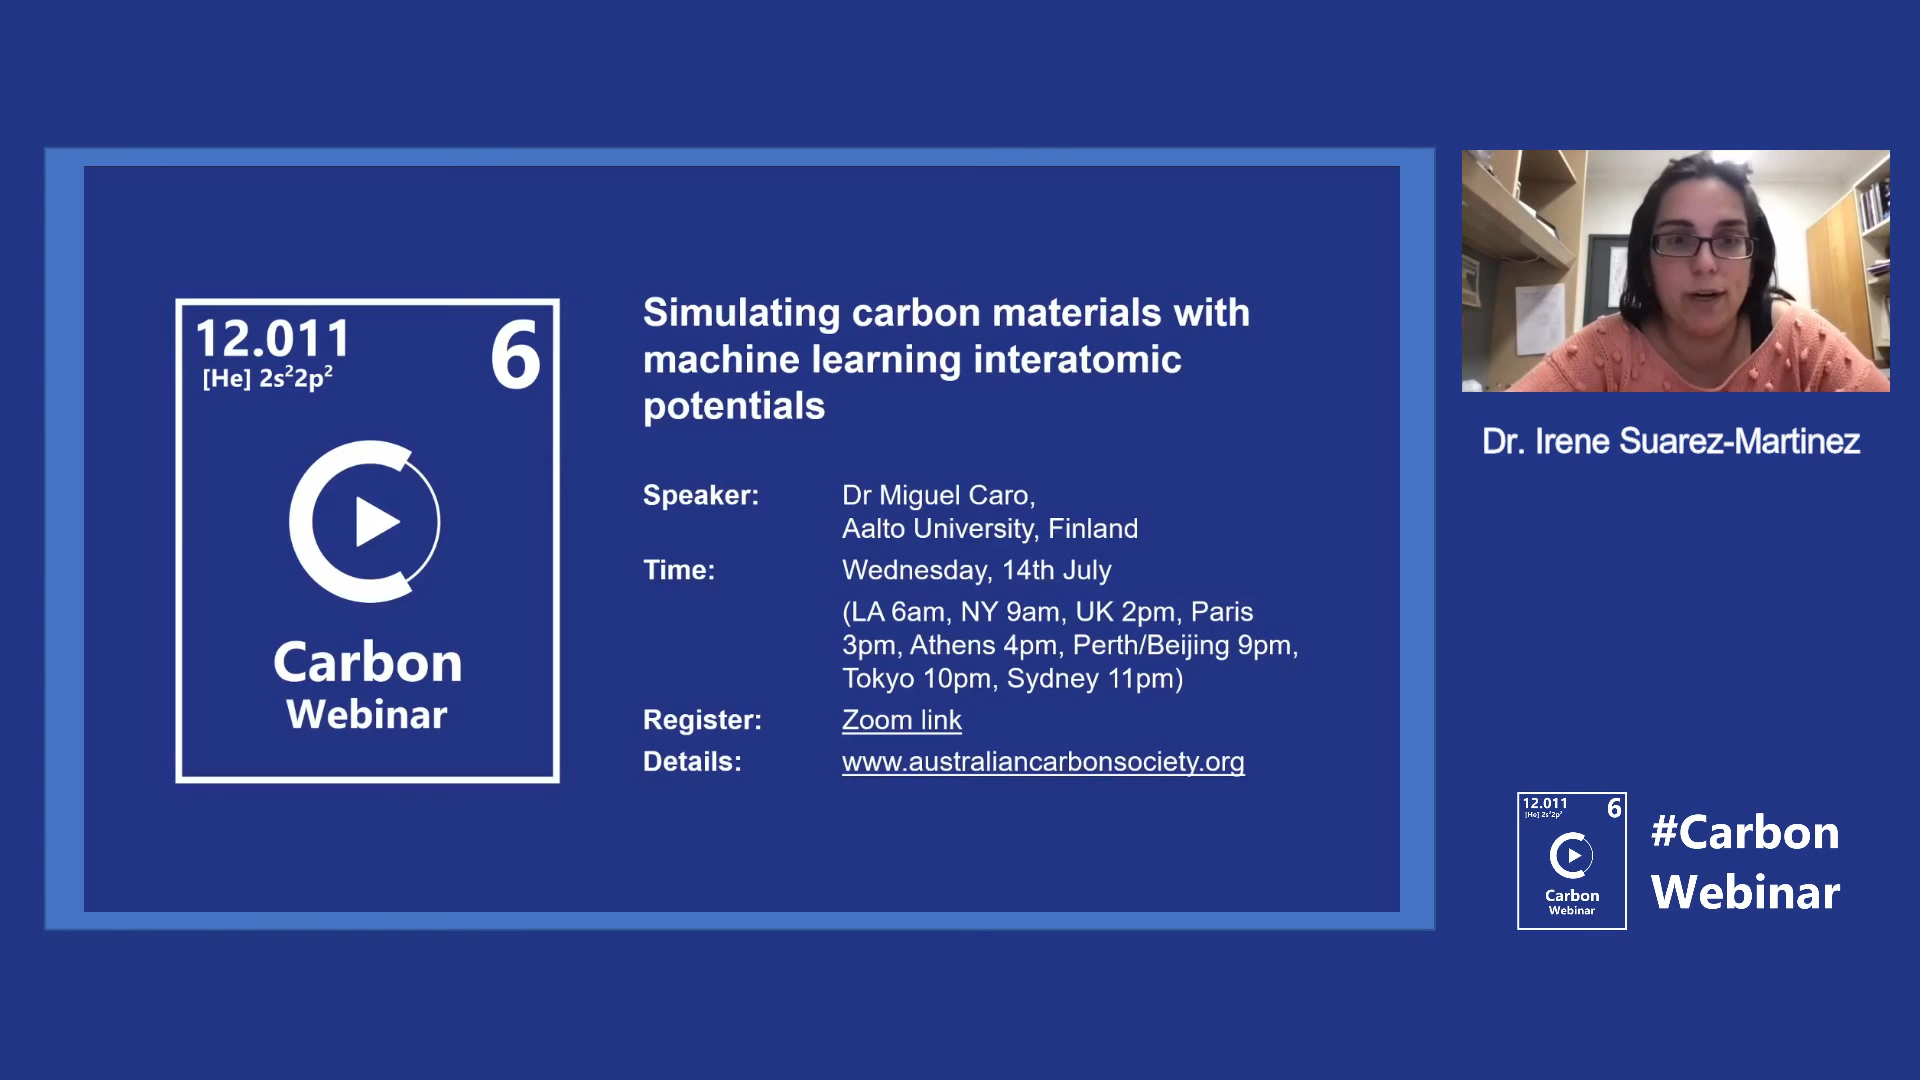 12.011
6
[He] 2s²2p²
Carbon
Webinar
Simulating carbon materials with
machine learning interatomic
potentials
Speaker: Dr Miguel Caro,
Aalto University, Finland
Time: Wednesday, 14th July
(LA 6am, NY 9am, UK 2pm, Paris
3pm, Athens 4pm, Perth/Beijing 9pm,
Tokyo 10pm, Sydney 11pm)
Register: Zoom link
Details: www.australiancarbonsociety.org
Dr. Irene Suarez-Martinez
12.011
6
[He] 2s²2p²
Carbon
Webinar
#Carbon
Webinar